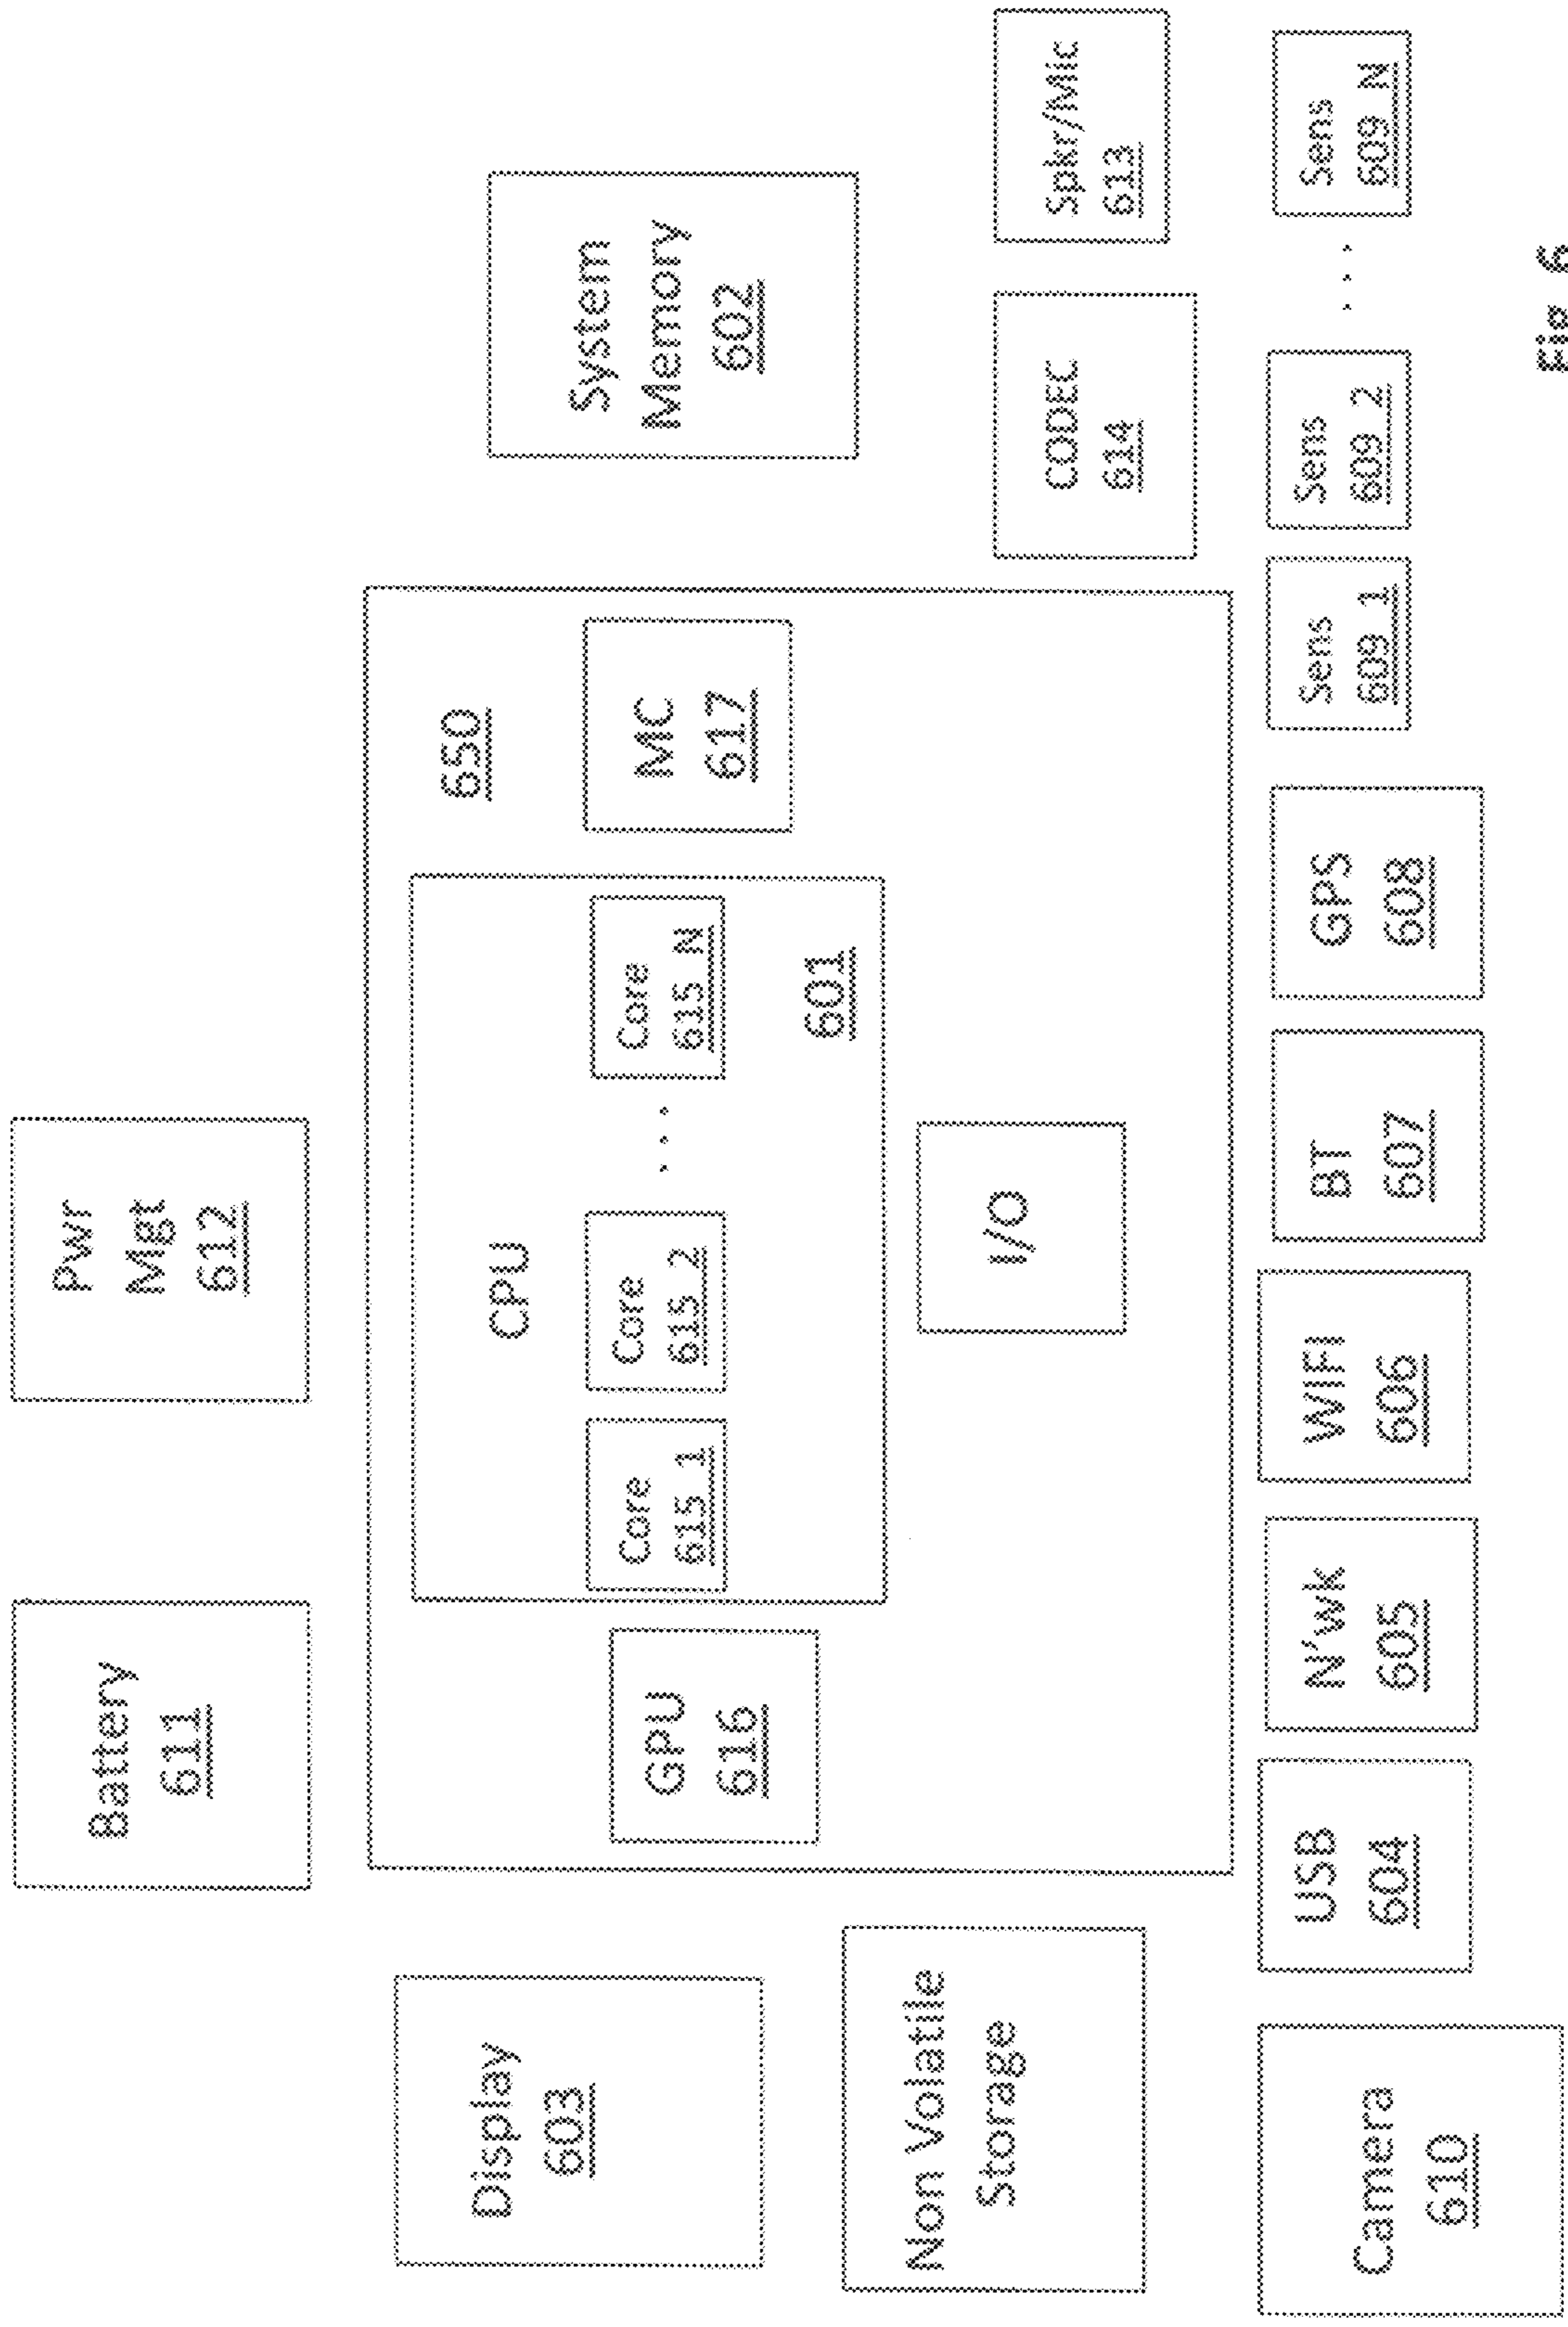 Battery
611
Pwr
Mgt
612
Display
603
650
CPU
System
Memory
602
GPU
616
Core
615_1
Core
615_2
. . .
Core
615_N
601
MC
617
Non Volatile
Storage
I/O
CODEC
614
Spkr/Mic
613
Camera
610
USB
604
N'wk
605
WIFI
606
BT
607
GPS
608
Sens
609_1
Sens
609_2
. . .
Sens
609_N
Fig. 6